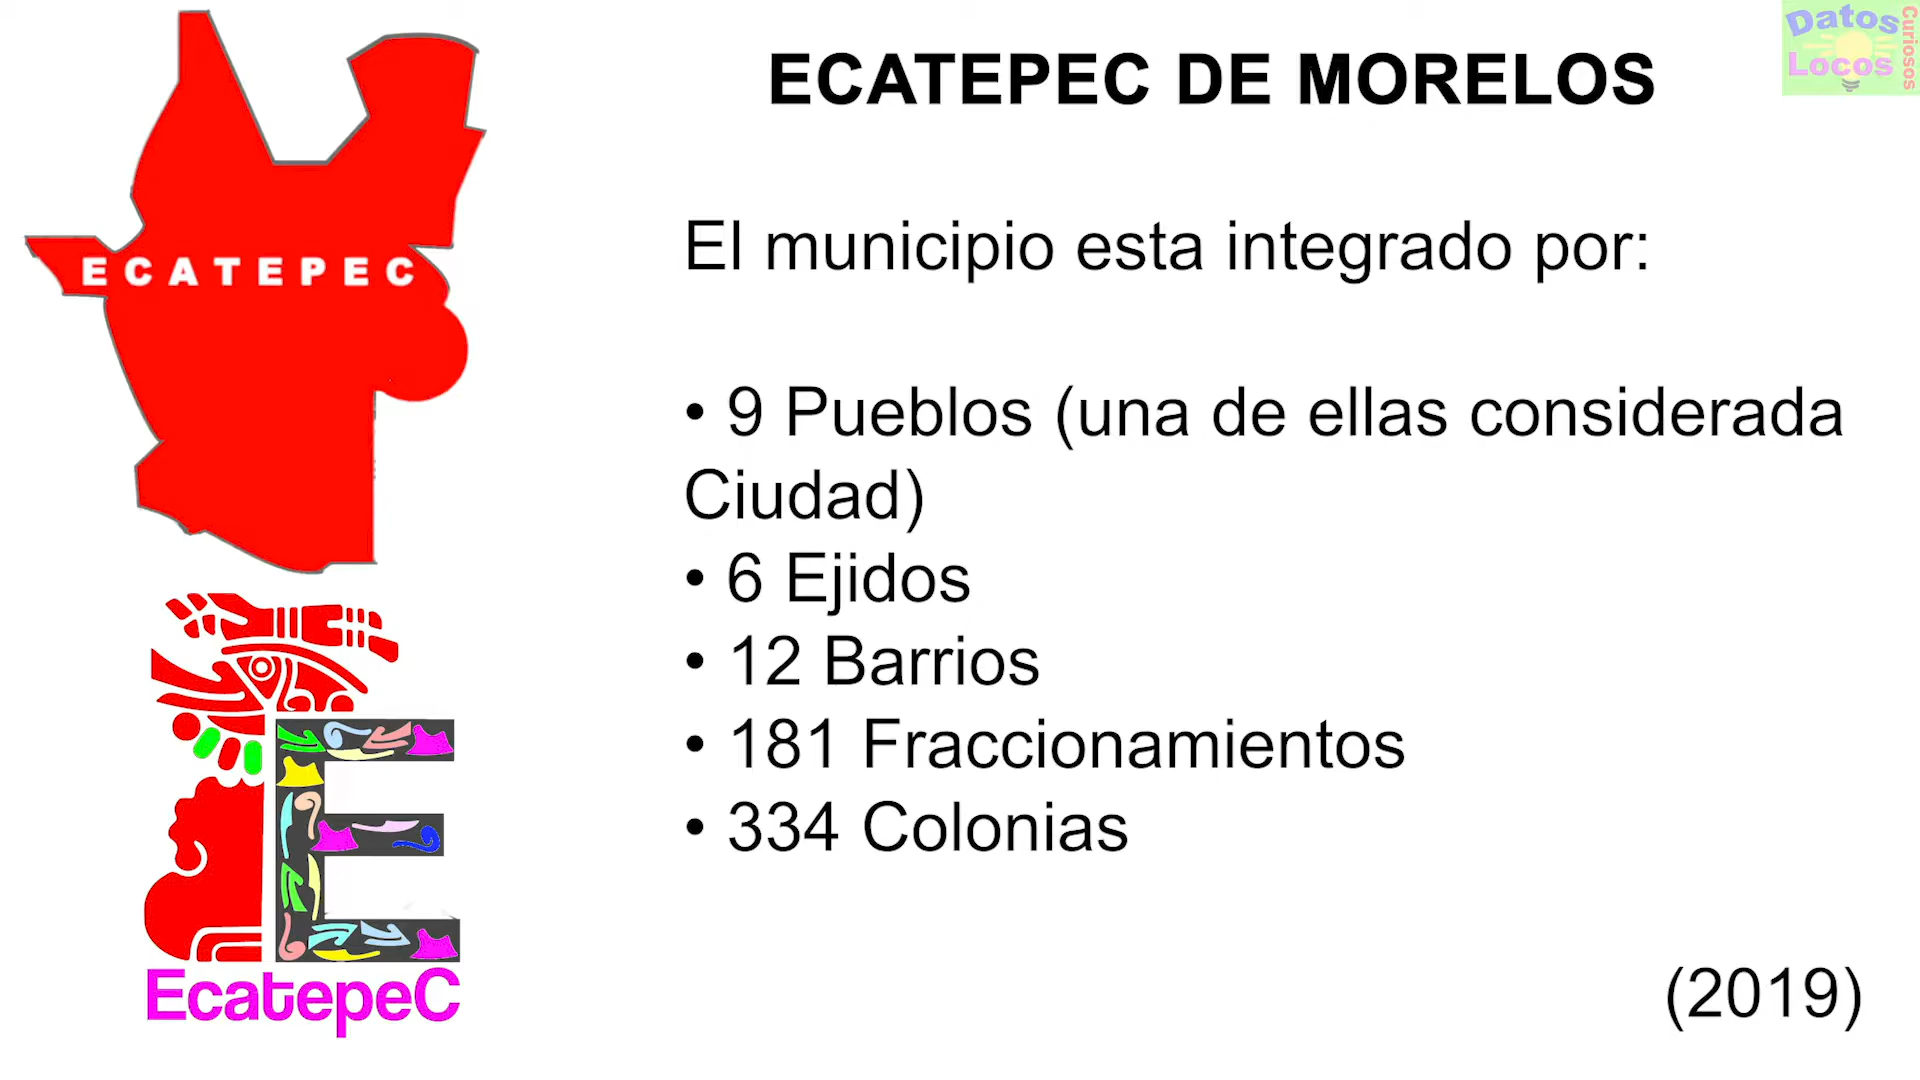 ECATEPEC DE MORELOS
Datos
Locos
Curiosos
ECATEPEC
El municipio esta integrado por:
• 9 Pueblos (una de ellas considerada
Ciudad)
• 6 Ejidos
• 12 Barrios
• 181 Fraccionamientos
• 334 Colonias
E
EcatepeC
(2019)